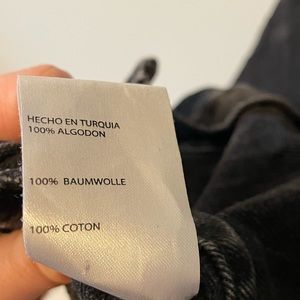 HECHO EN TURQUIA
100% ALGODON
100% BAUMWOLLE
100% COTON